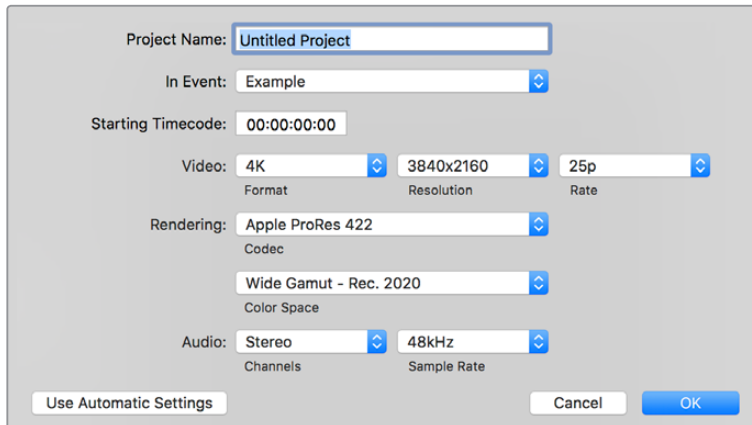 Project Name: Untitled Project
In Event: Example
Starting Timecode: 00:00:00:00
Video: 4K 3840x2160 25p
Format Resolution Rate
Rendering: Apple ProRes 422
Codec
Wide Gamut - Rec. 2020
Color Space
Audio: Stereo 48kHz
Channels Sample Rate
Use Automatic Settings Cancel OK